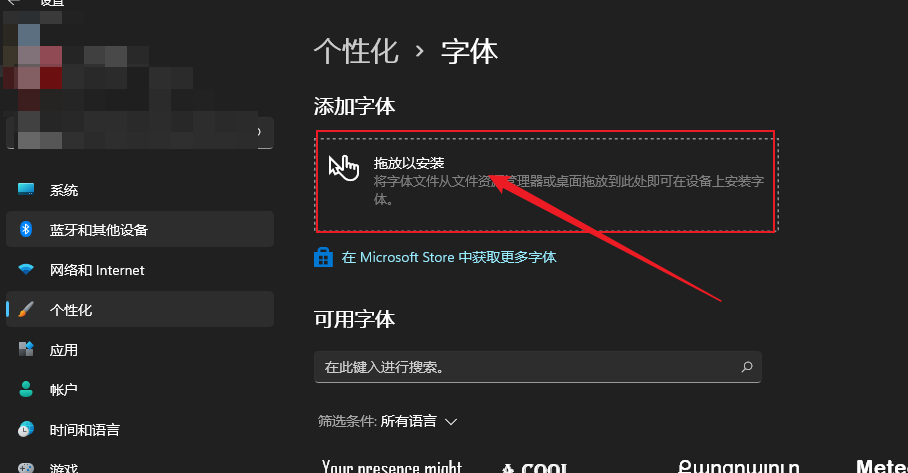 设置
个性化 › 字体
添加字体
拖放以安装
将字体文件从文件资源管理器或桌面拖放到此处即可在设备上安装字
体。
在 Microsoft Store 中获取更多字体
可用字体
在此键入进行搜索。
筛选条件: 所有语言
Your presence might
& COOL
系统
蓝牙和其他设备
网络和 Internet
个性化
应用
帐户
时间和语言
游戏